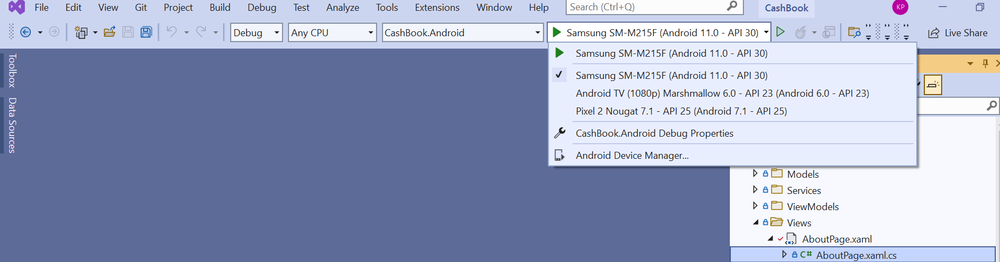 File Edit View Git Project Build Debug Test Analyze Tools Extensions Window Help Search (Ctrl+Q) CashBook KP
Debug Any CPU CashBook.Android Samsung SM-M215F (Android 11.0 - API 30) Live Share
Samsung SM-M215F (Android 11.0 - API 30)
Samsung SM-M215F (Android 11.0 - API 30)
Android TV (1080p) Marshmallow 6.0 - API 23 (Android 6.0 - API 23)
Pixel 2 Nougat 7.1 - API 25 (Android 7.1 - API 25)
CashBook.Android Debug Properties
Android Device Manager...
Toolbox
Data Sources
Models
Services
ViewModels
Views
AboutPage.xaml
C# AboutPage.xaml.cs